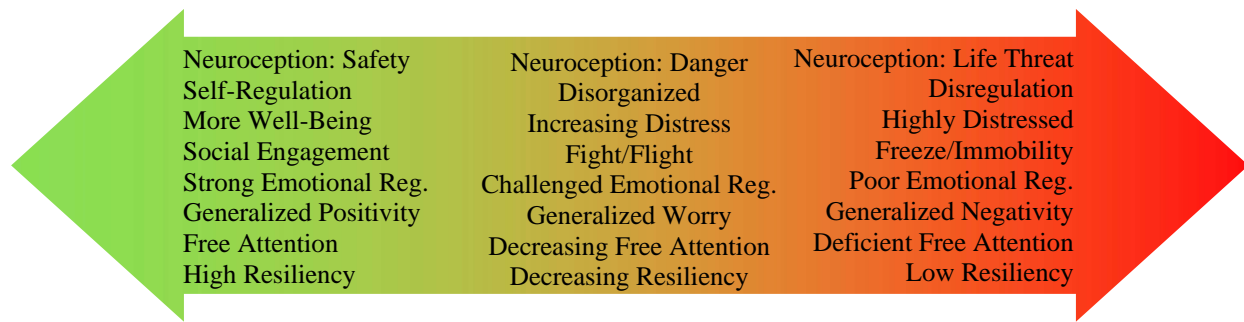 Neuroception: Safety
Self-Regulation
More Well-Being
Social Engagement
Strong Emotional Reg.
Generalized Positivity
Free Attention
High Resiliency
Neuroception: Danger
Disorganized
Increasing Distress
Fight/Flight
Challenged Emotional Reg.
Generalized Worry
Decreasing Free Attention
Decreasing Resiliency
Neuroception: Life Threat
Disregulation
Highly Distressed
Freeze/Immobility
Poor Emotional Reg.
Generalized Negativity
Deficient Free Attention
Low Resiliency